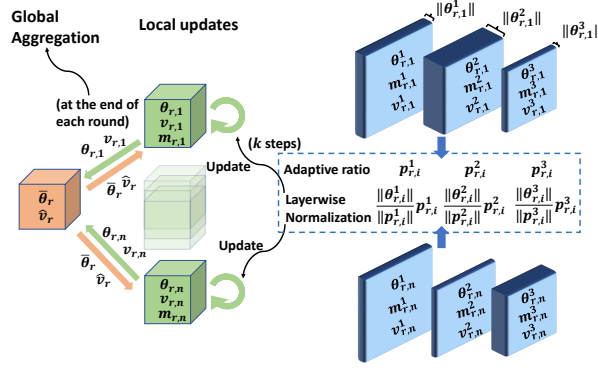 Global
Aggregation
Local updates
(at the end of
each round)
θ_{r,1}
v_{r,1}
m_{r,1}
(k steps)
θ_{r,1} v_{r,1}
θ̅_r v̂_r
Update
θ̅_r
v̂_r
θ_{r,n}
v_{r,n}
θ̅_r
v̂_r
Update
θ_{r,n}
v_{r,n}
m_{r,n}
‖θ^1_{r,1}‖ ‖θ^2_{r,1}‖ ‖θ^3_{r,1}‖
θ^1_{r,1} θ^2_{r,1} θ^3_{r,1}
m^1_{r,1} m^2_{r,1} m^3_{r,1}
v^1_{r,1} v^2_{r,1} v^3_{r,1}
Adaptive ratio p^1_{r,i} p^2_{r,i} p^3_{r,i}
Layerwise
Normalization ‖θ^1_{r,i}‖/‖p^1_{r,i}‖ p^1_{r,i} ‖θ^2_{r,i}‖/‖p^2_{r,i}‖ p^2_{r,i} ‖θ^3_{r,i}‖/‖p^3_{r,i}‖ p^3_{r,i}
θ^1_{r,n} θ^2_{r,n} θ^3_{r,n}
m^1_{r,n} m^2_{r,n} m^3_{r,n}
v^1_{r,n} v^2_{r,n} v^3_{r,n}